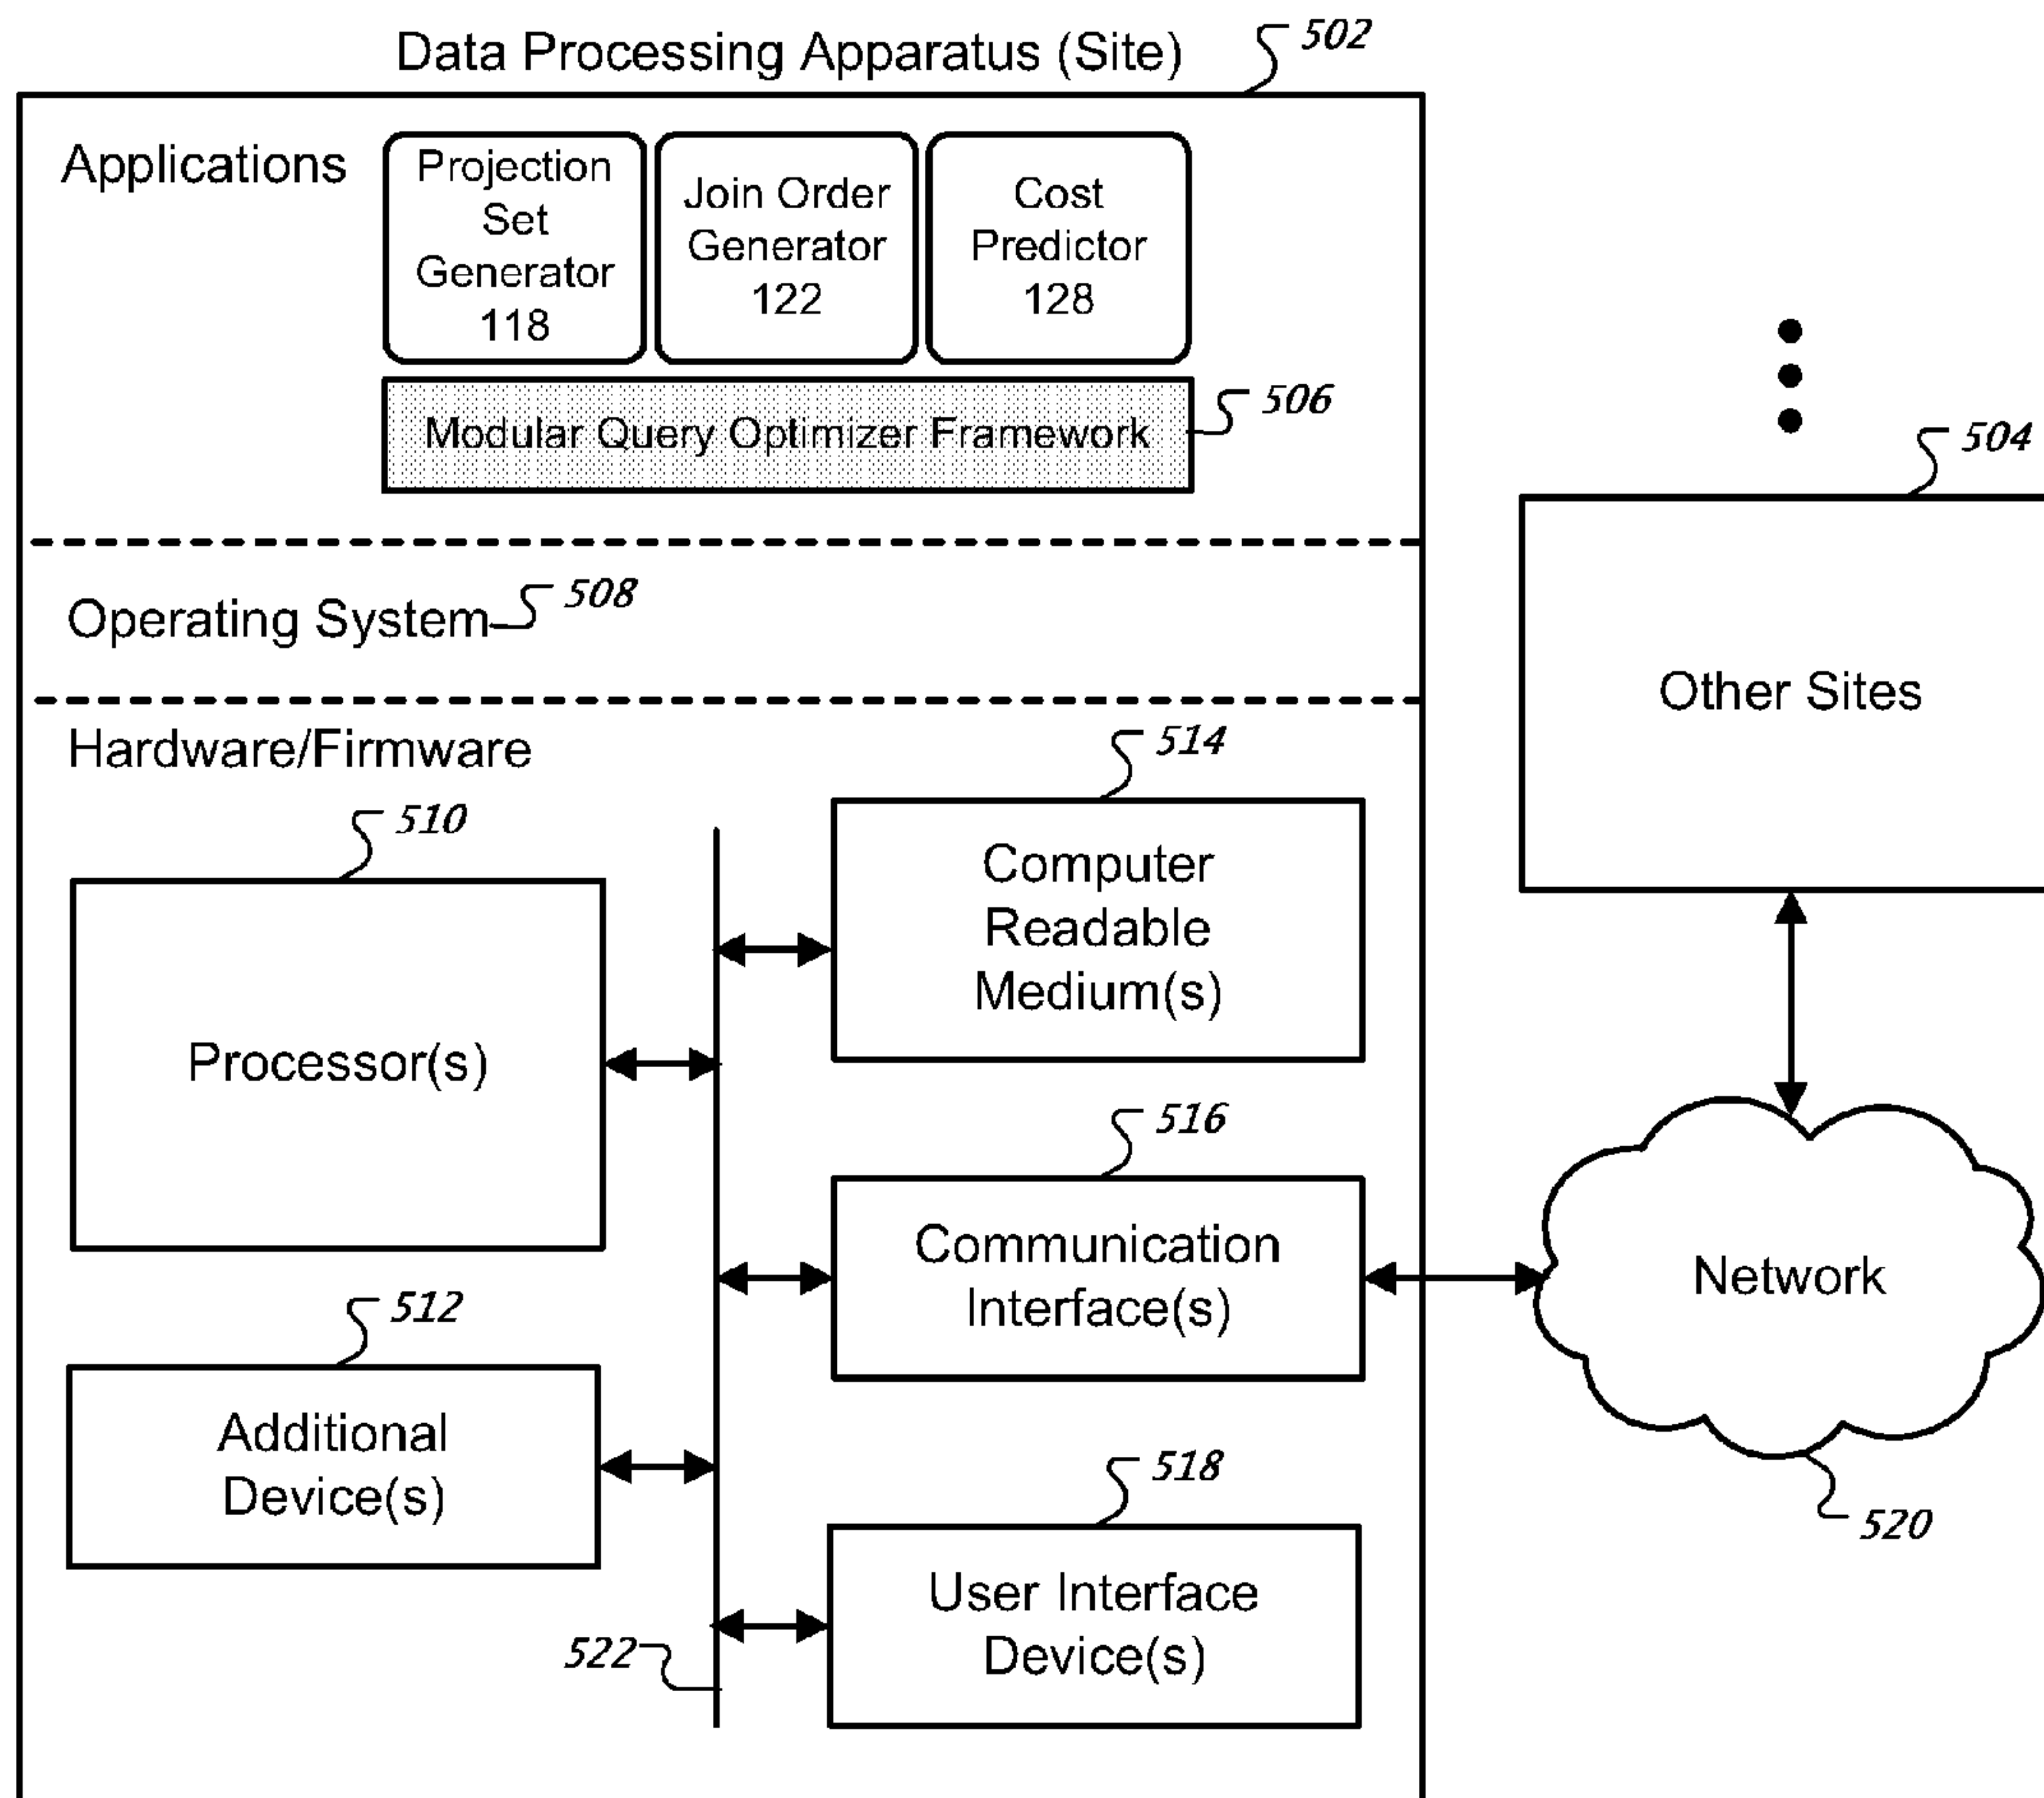 Data Processing Apparatus (Site)
502
Applications
Projection
Set
Generator
118
Join Order
Generator
122
Cost
Predictor
128
Modular Query Optimizer Framework
506
504
Operating System
508
Other Sites
Hardware/Firmware
514
510
Computer
Readable
Medium(s)
Processor(s)
516
Communication
Interface(s)
Network
512
Additional
Device(s)
518
520
User Interface
Device(s)
522